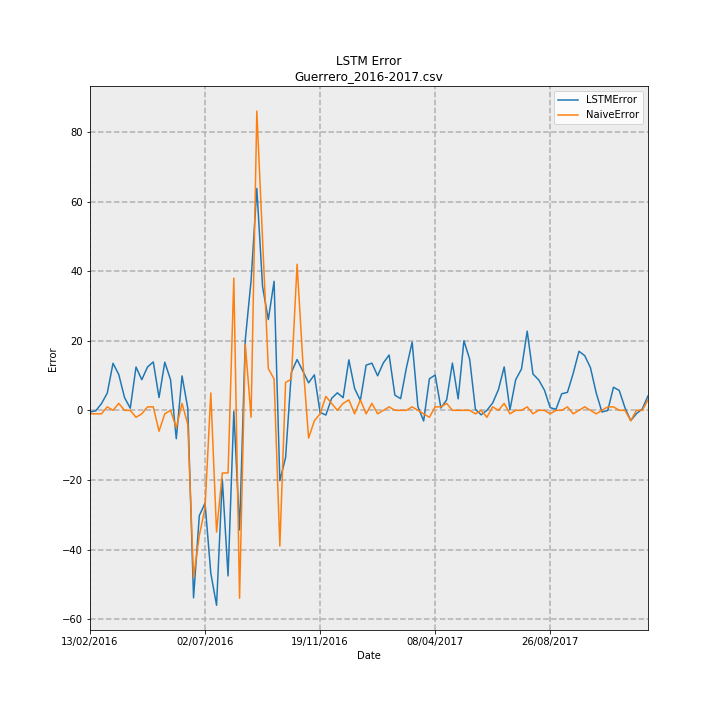 LSTM Error
Guerrero_2016-2017.csv
LSTMError
NaiveError
Error
80
60
40
20
0
−20
−40
−60
13/02/2016
02/07/2016
19/11/2016
08/04/2017
26/08/2017
Date